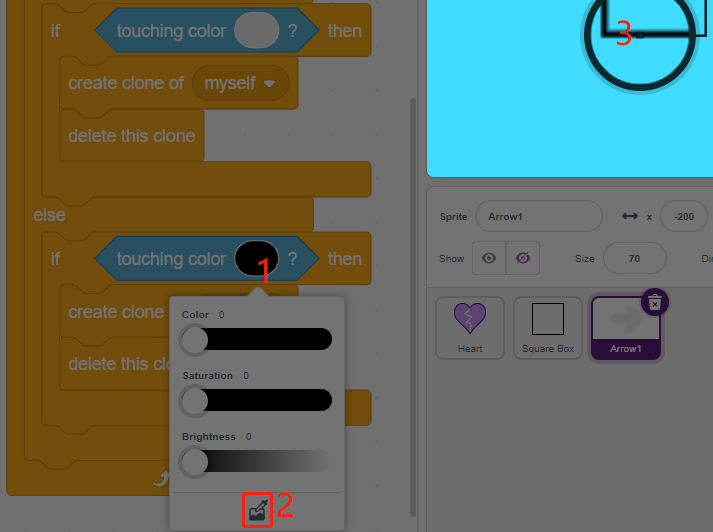 if touching color ? then
create clone of myself
delete this clone
else
if touching color 1 ? then
create clone
delete this clo
Color 0
Saturation 0
Brightness 0
2
3
Sprite Arrow1 x -200
Show Size 70
Heart Square Box Arrow1